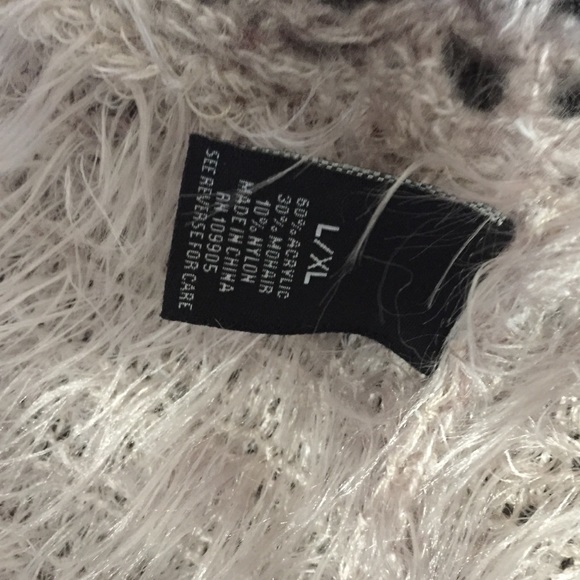 L/XL
60% ACRYLIC
30% MOHAIR
10% NYLON
MADE IN CHINA
RN 109905
SEE REVERSE FOR CARE